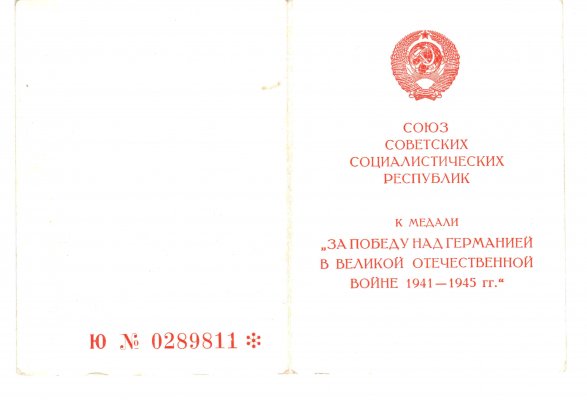 Ю № 0289811
СОЮЗ
СОВЕТСКИХ
СОЦИАЛИСТИЧЕСКИХ
РЕСПУБЛИК
К МЕДАЛИ
„ЗА ПОБЕДУ НАД ГЕРМАНИЕЙ
В ВЕЛИКОЙ ОТЕЧЕСТВЕННОЙ
ВОЙНЕ 1941—1945 гг.“